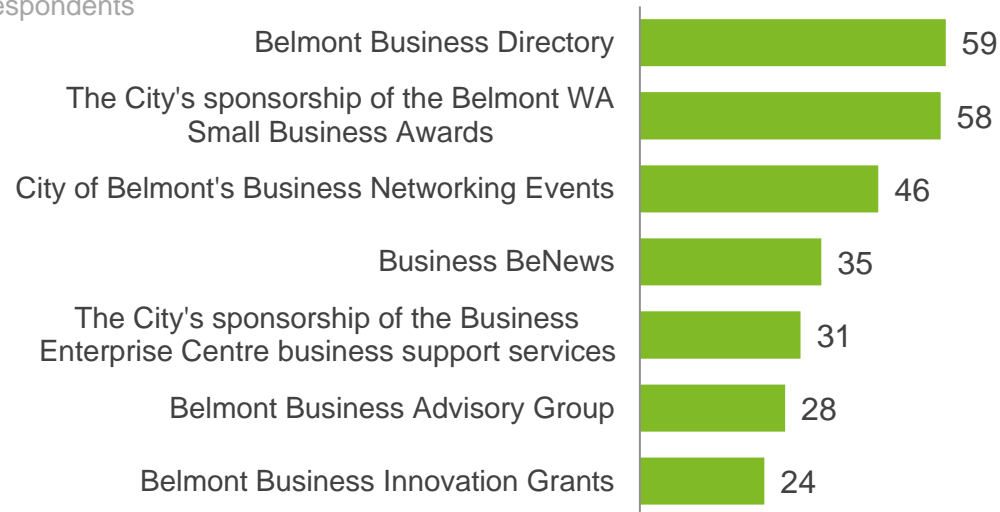 espondents
Belmont Business Directory
59
The City's sponsorship of the Belmont WA
Small Business Awards
58
City of Belmont's Business Networking Events
46
Business BeNews
35
The City's sponsorship of the Business
Enterprise Centre business support services
31
Belmont Business Advisory Group
28
Belmont Business Innovation Grants
24